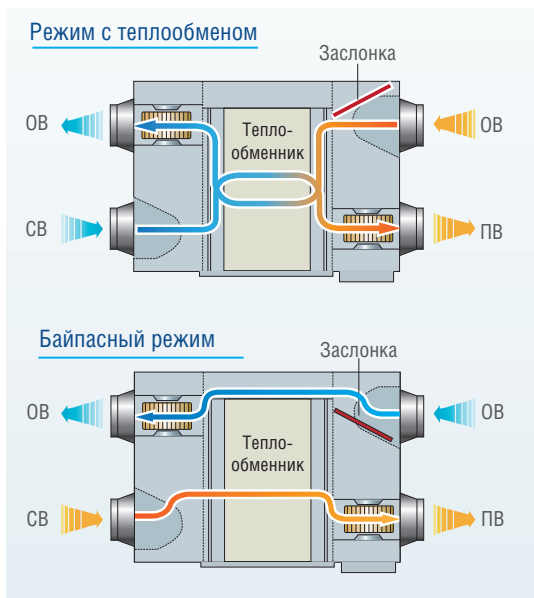 Режим с теплообменом
Заслонка
ОВ
Тепло-
обменник
ОВ
СВ
ПВ
Байпасный режим
Заслонка
ОВ
Тепло-
обменник
ОВ
СВ
ПВ